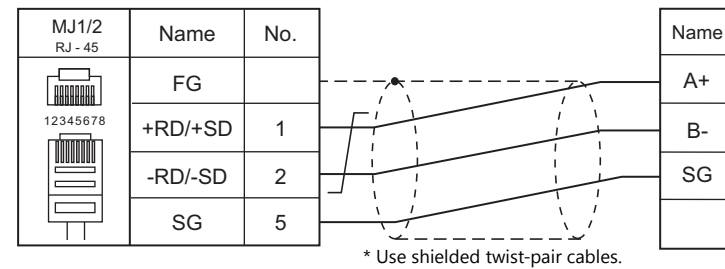 MJ1/2 Name No. Name
RJ - 45
FG A+
12345678
+RD/+SD 1 B-
-RD/-SD 2 SG
SG 5
* Use shielded twist-pair cables.